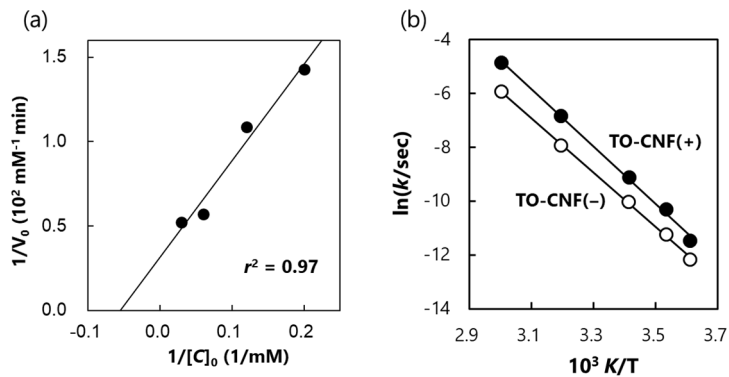 (a)
1/V₀ (10² mM⁻¹ min)
1.5
1.0
0.5
0.0
-0.1
0.0
0.1
0.2
1/[C]₀ (1/mM)
r² = 0.97
(b)
ln(k/sec)
-4
-6
-8
-10
-12
-14
2.9
3.1
3.3
3.5
3.7
10³ K/T
TO-CNF(+)
TO-CNF(−)